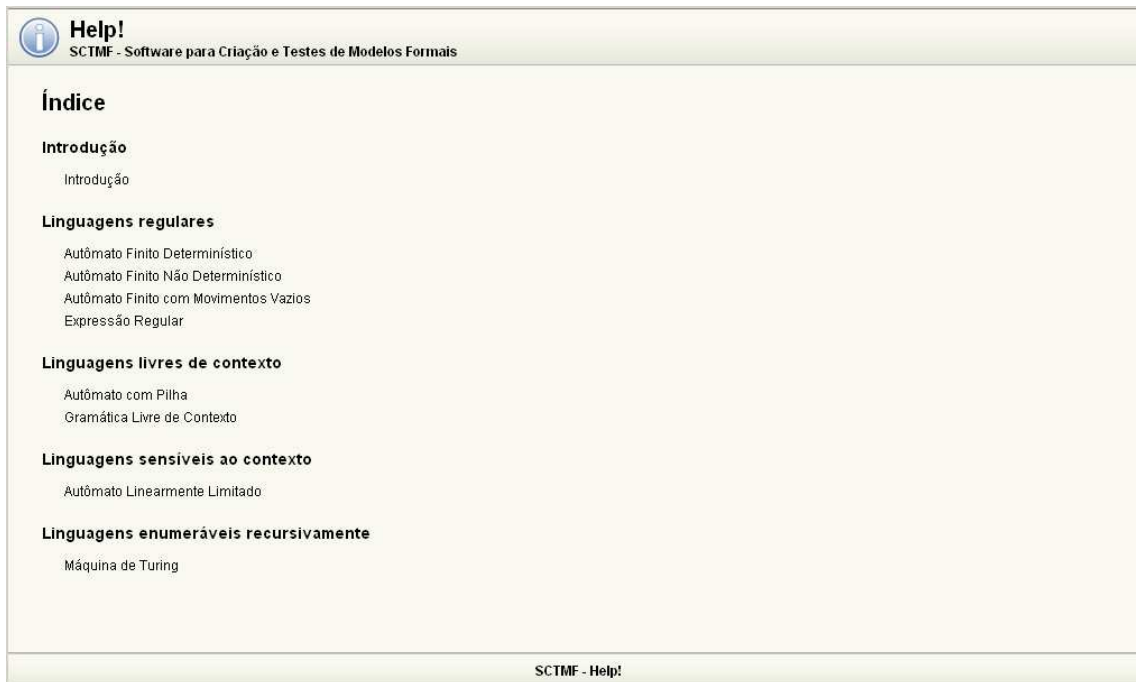 Help!
SCTMF - Software para Criação e Testes de Modelos Formais
Índice
Introdução
Introdução
Linguagens regulares
Autômato Finito Determinístico
Autômato Finito Não Determinístico
Autômato Finito com Movimentos Vazios
Expressão Regular
Linguagens livres de contexto
Autômato com Pilha
Gramática Livre de Contexto
Linguagens sensíveis ao contexto
Autômato Linearmente Limitado
Linguagens enumeráveis recursivamente
Máquina de Turing
SCTMF - Help!